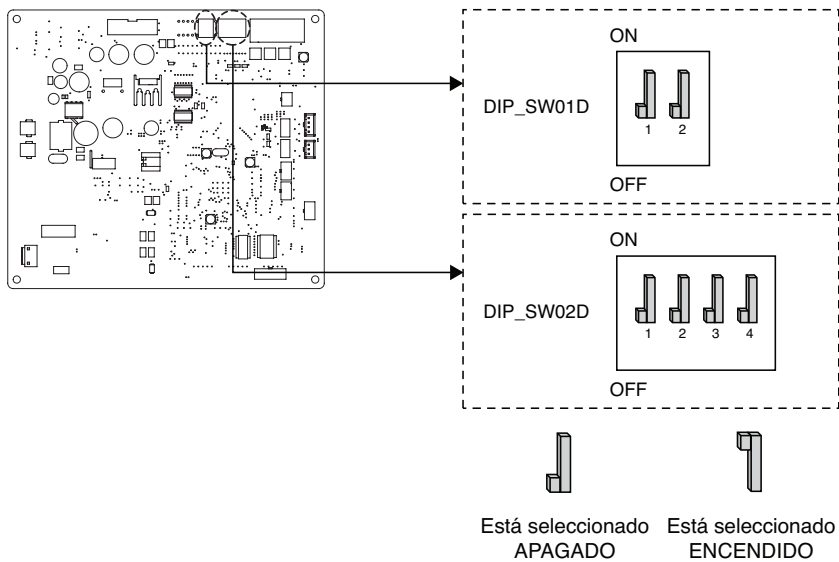 ON
DIP_SW01D
1 2
OFF
ON
DIP_SW02D
1 2 3 4
OFF
Está seleccionado APAGADO
Está seleccionado ENCENDIDO